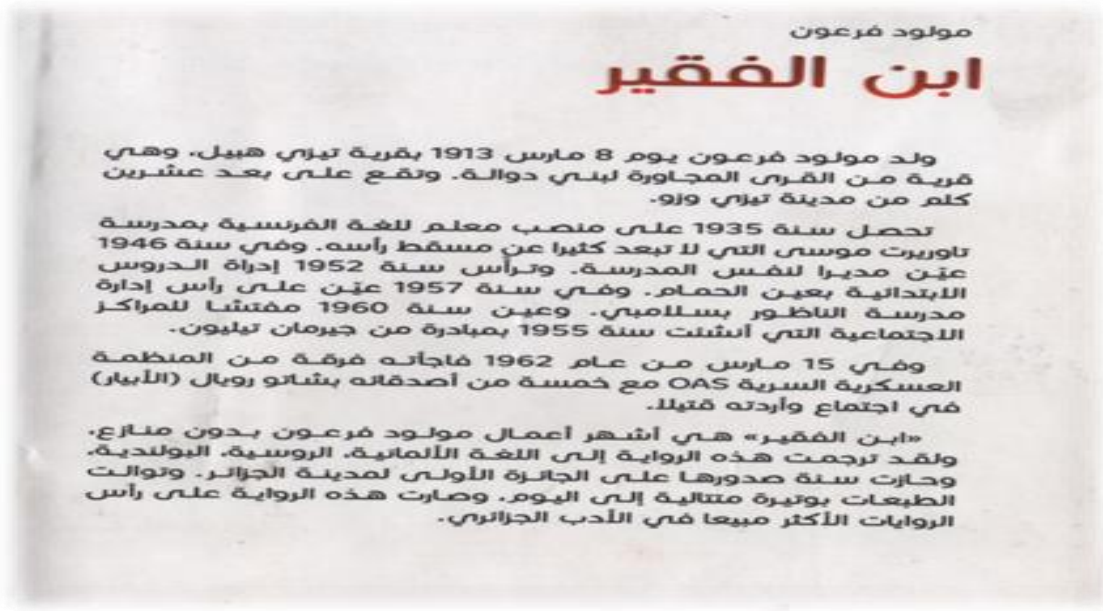 مولود فرعون
ابن الفقير
ولد مولود فرعون يوم 8 مارس 1913 بقرية تيزي هيبل، وهي
قرية من القرى المجاورة لبني دوالة. وتقع على بعد عشرين
كلم من مدينة تيزي وزو.
تحصل سنة 1935 على منصب معلم للغة الفرنسية بمدرسة
تاوريرت موسى التي لا تبعد كثيرا عن مسقط رأسه. وفي سنة 1946
عيّن مديرا لنفس المدرسة. وترأس سنة 1952 إدراة الدروس
الابتدائية بعين الحمام. وفي سنة 1957 عيّن على رأس إدارة
مدرسة الناظور بسلامبي. وعين سنة 1960 مفتشا للمراكز
الاجتماعية التي أنشئت سنة 1955 بمبادرة من جيرمان تيليون.
وفي 15 مارس من عام 1962 فاجأته فرقة من المنظمة
العسكرية السرية OAS مع خمسة من أصدقائه بشاتو رويال (الأبيار)
في اجتماع وأردته قتيلا.
«ابن الفقير» هي أشهر أعمال مولود فرعون بدون منازع.
ولقد ترجمت هذه الرواية إلى اللغة الألمانية، الروسية، البولندية،
وحازت سنة صدورها على الجائزة الأولى لمدينة الجزائر. وتوالت
الطبعات بوتيرة متتالية إلى اليوم، وصارت هذه الرواية على رأس
الروايات الأكثر مبيعا في الأدب الجزائري.